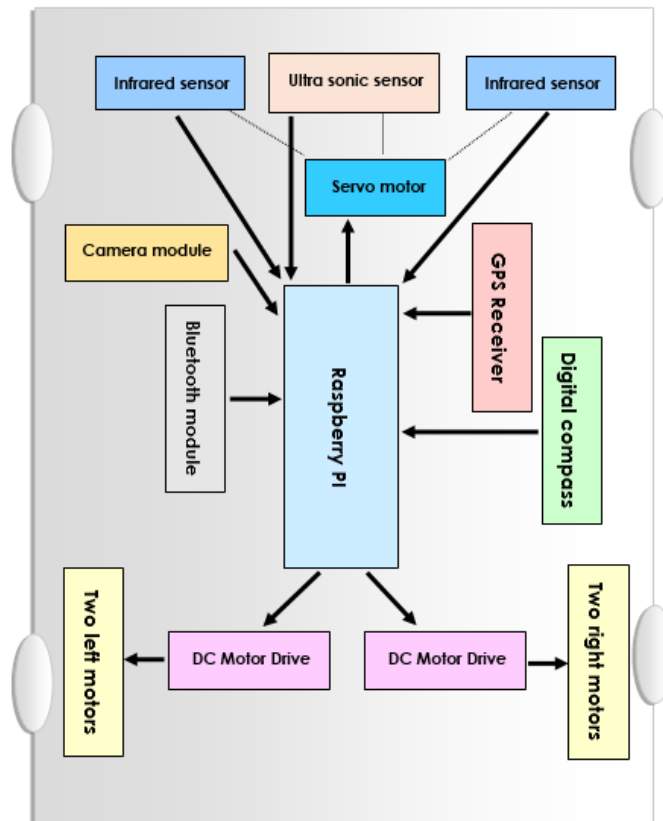 Infrared sensor
Ultra sonic sensor
Infrared sensor
Servo motor
Camera module
GPS Receiver
Bluetooth module
Raspberry PI
Digital compass
Two left motors
DC Motor Drive
DC Motor Drive
Two right motors